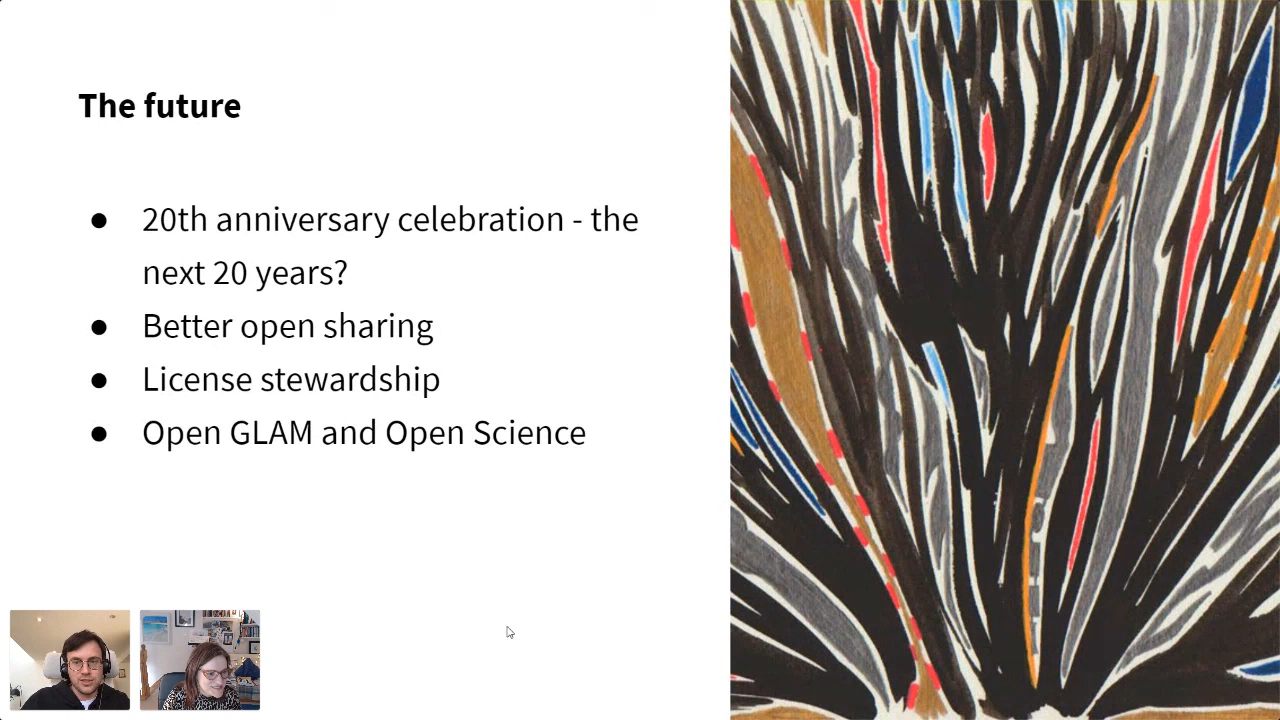 The future
● 20th anniversary celebration - the
next 20 years?
● Better open sharing
● License stewardship
● Open GLAM and Open Science